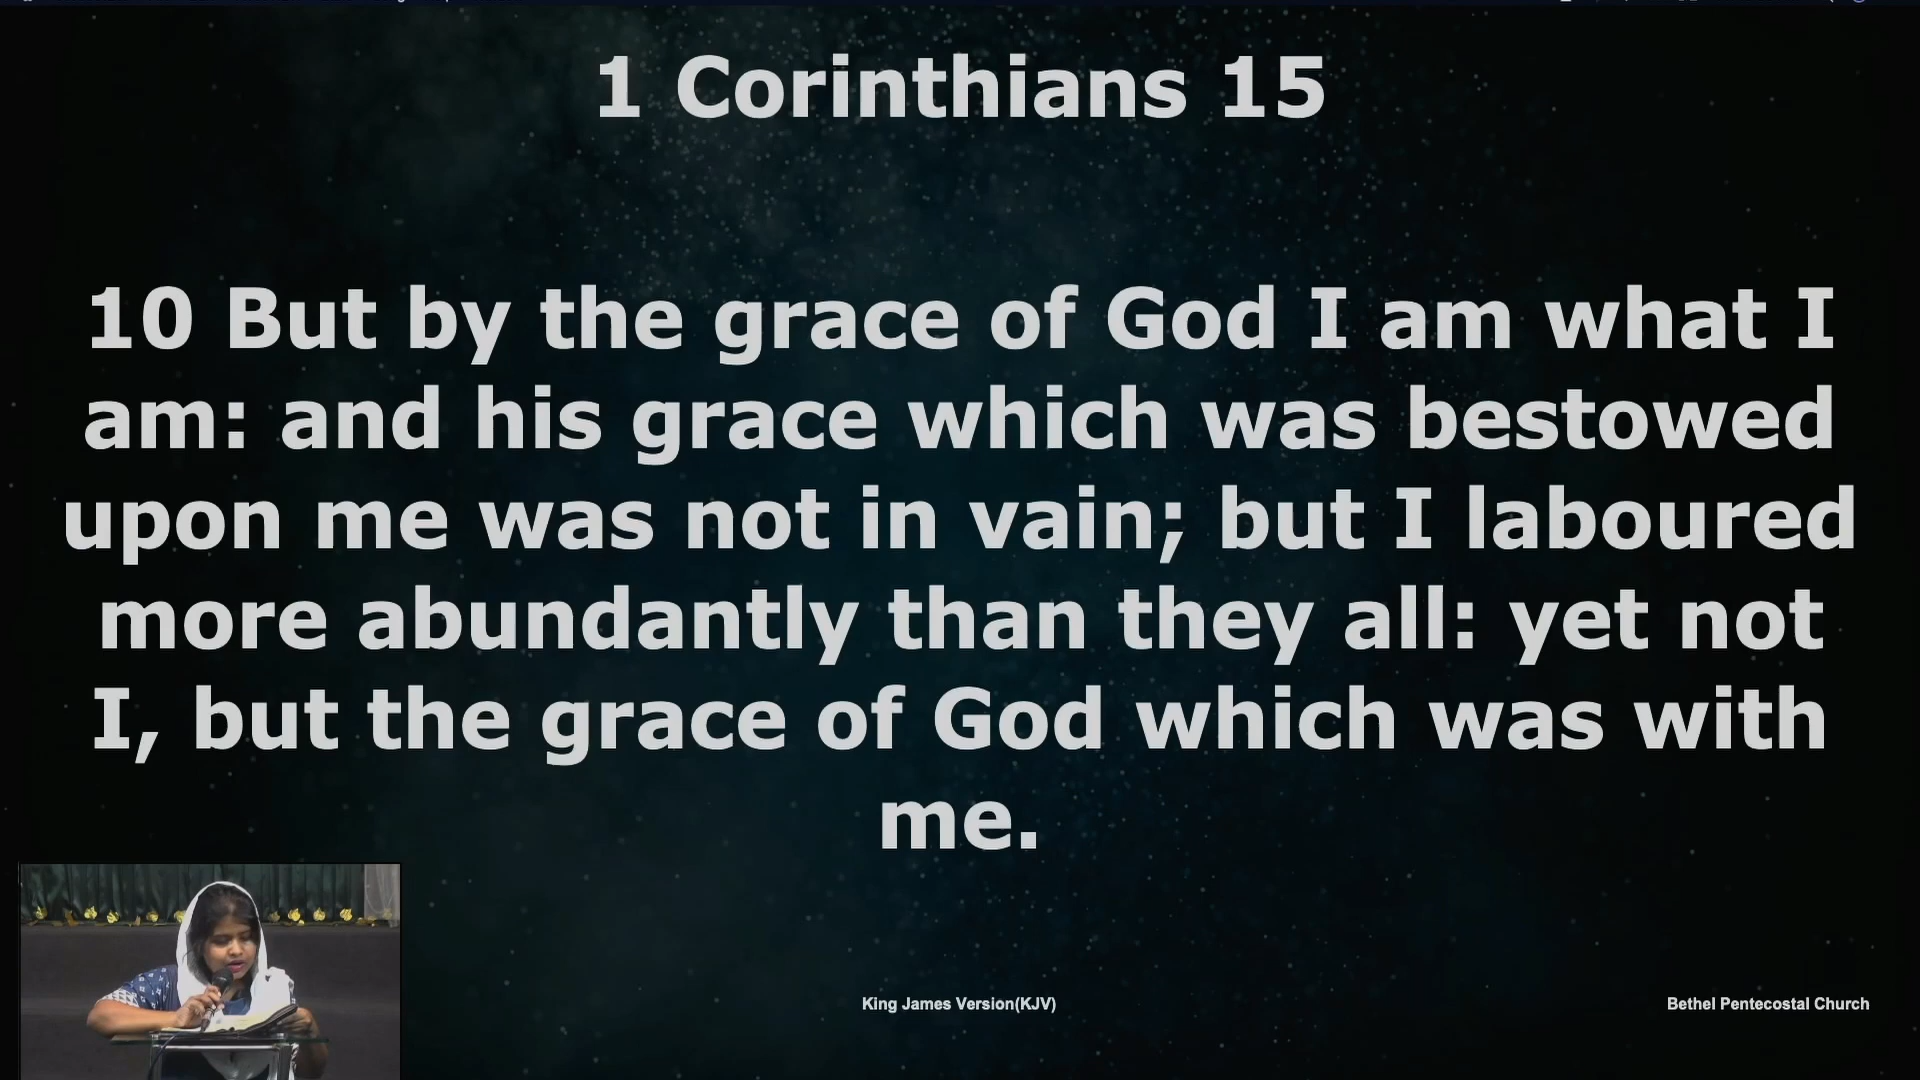 1 Corinthians 15
10 But by the grace of God I am what I
am: and his grace which was bestowed
upon me was not in vain; but I laboured
more abundantly than they all: yet not
I, but the grace of God which was with
me.
King James Version(KJV)
Bethel Pentecostal Church